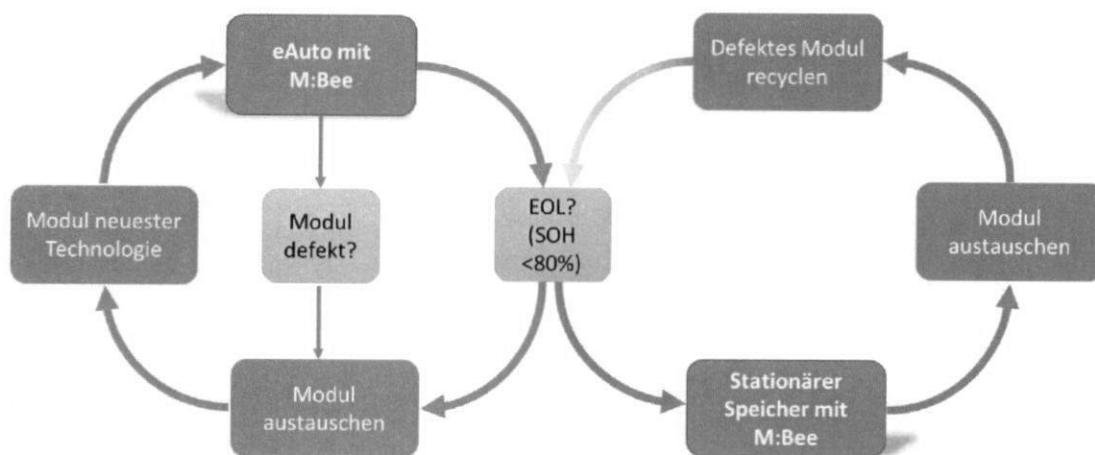 eAuto mit
M:Bee
Defektes Modul
recyclen
Modul neuester
Technologie
Modul
defekt?
EOL?
(SOH
<80%)
Modul
austauschen
Modul
austauschen
Stationärer
Speicher mit
M:Bee